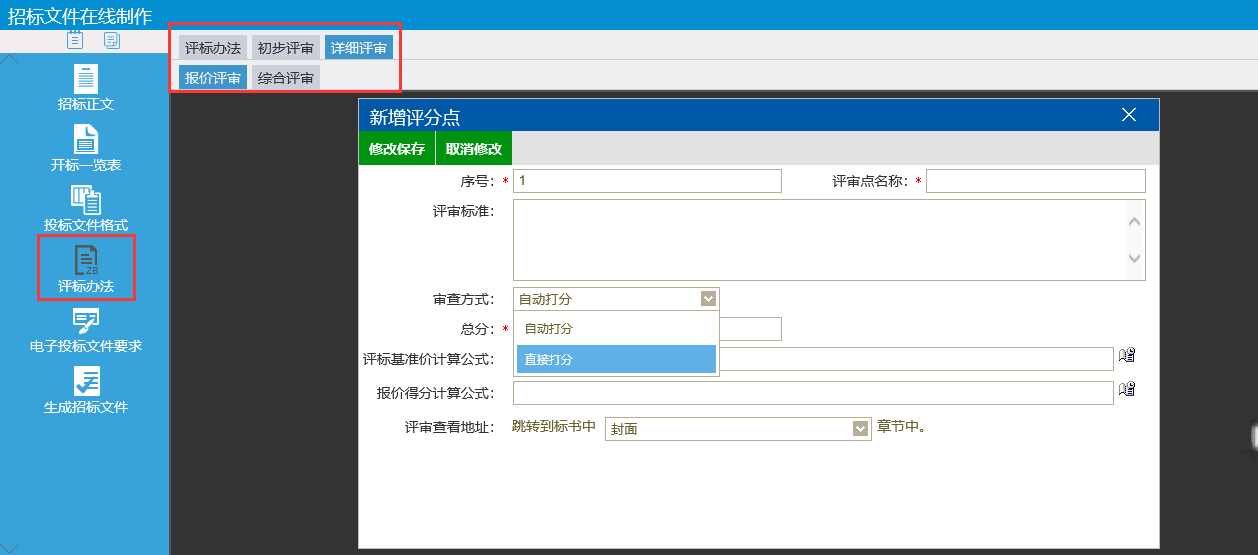 招标文件在线制作
评标办法 初步评审 详细评审
报价评审 综合评审
招标正文
开标一览表
投标文件格式
ZB
评标办法
电子投标文件要求
生成招标文件
新增评分点
修改保存 取消修改
序号: * 1 评审点名称: *
评审标准:
审查方式: 自动打分
自动打分
总分: *
直接打分
评标基准价计算公式:
报价得分计算公式:
评审查看地址: 跳转到标书中 封面 章节中。